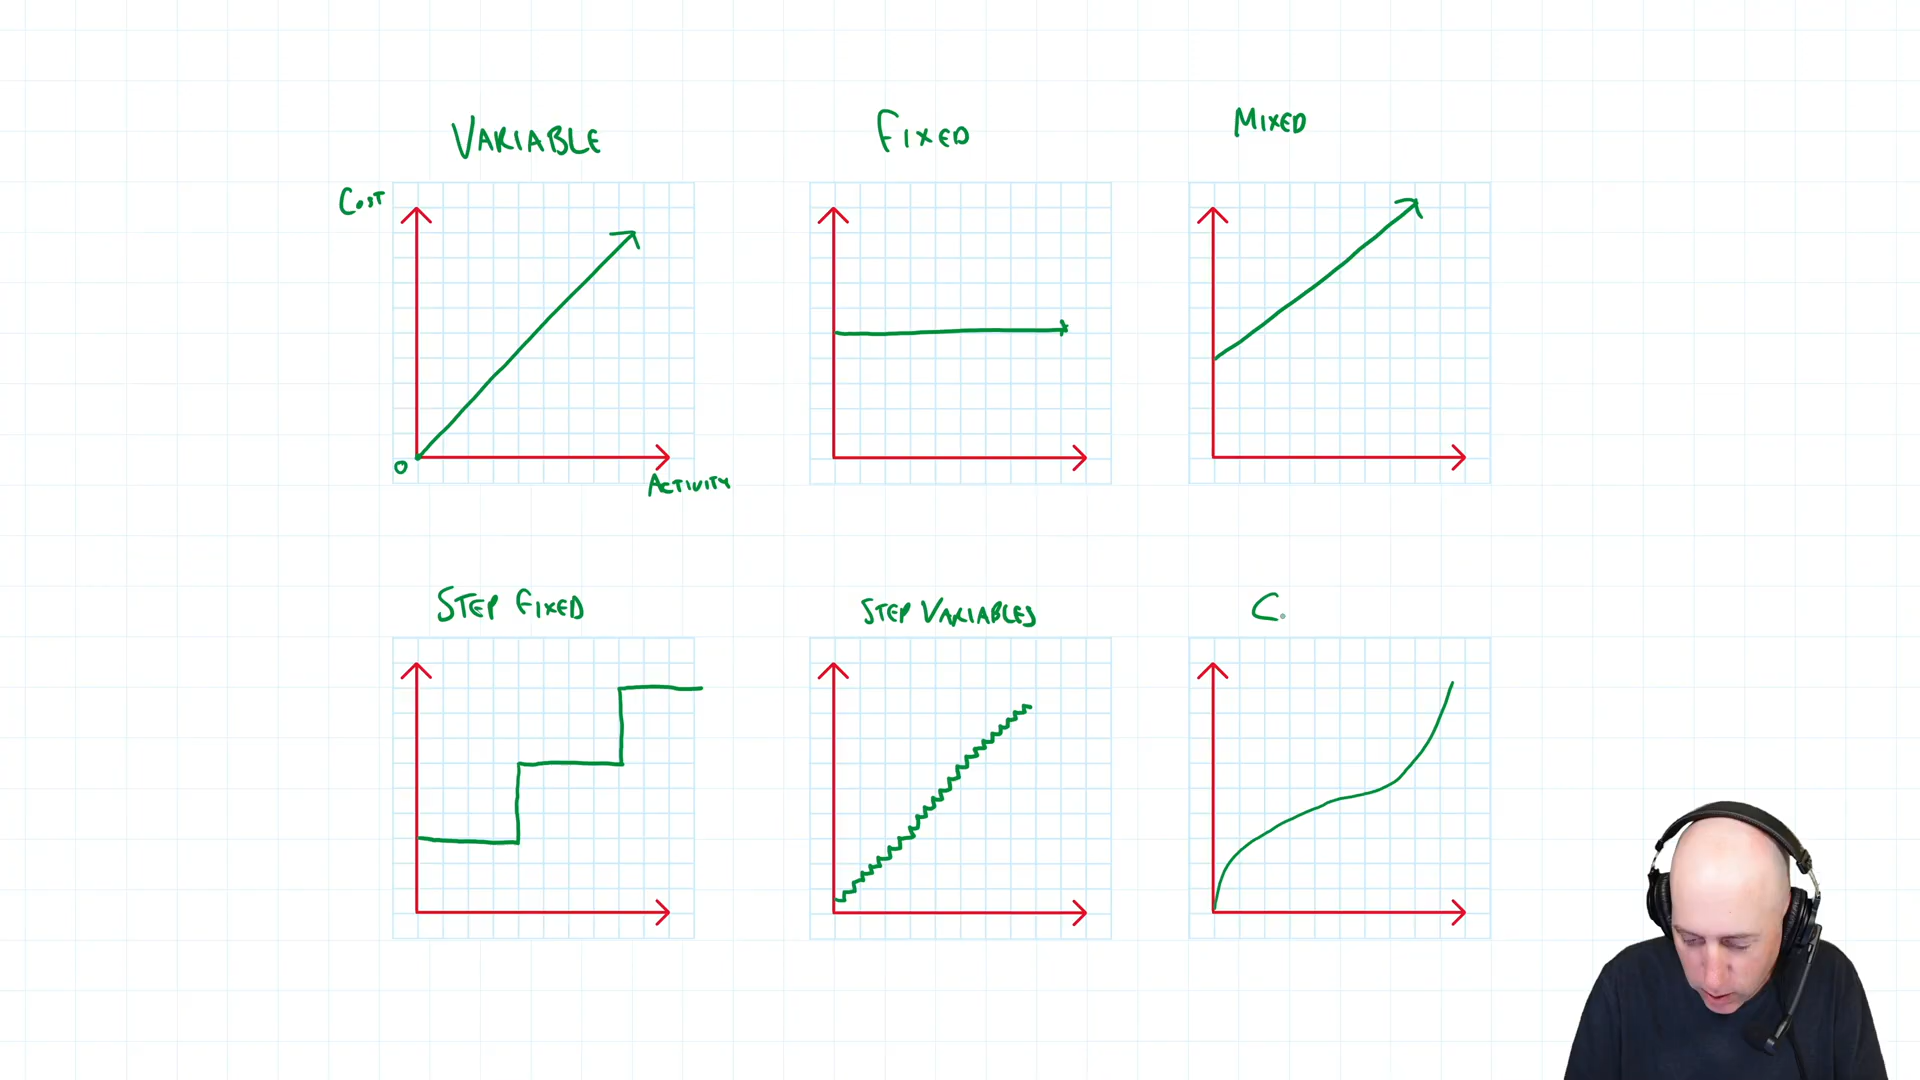 VARIABLE
FIXED
MIXED
COST
0
ACTIVITY
STEP FIXED
STEP VARIABLES
C